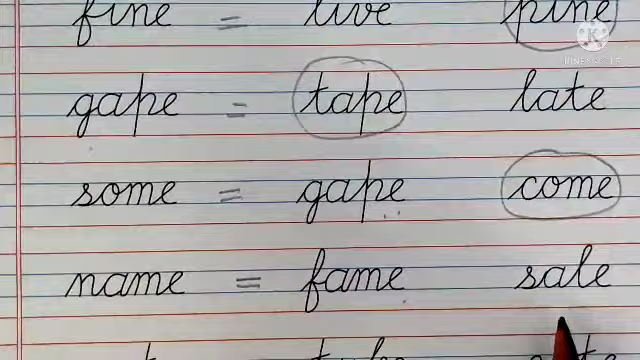 fine = live pine
gape = tape late
some = gape come
name = fame sale